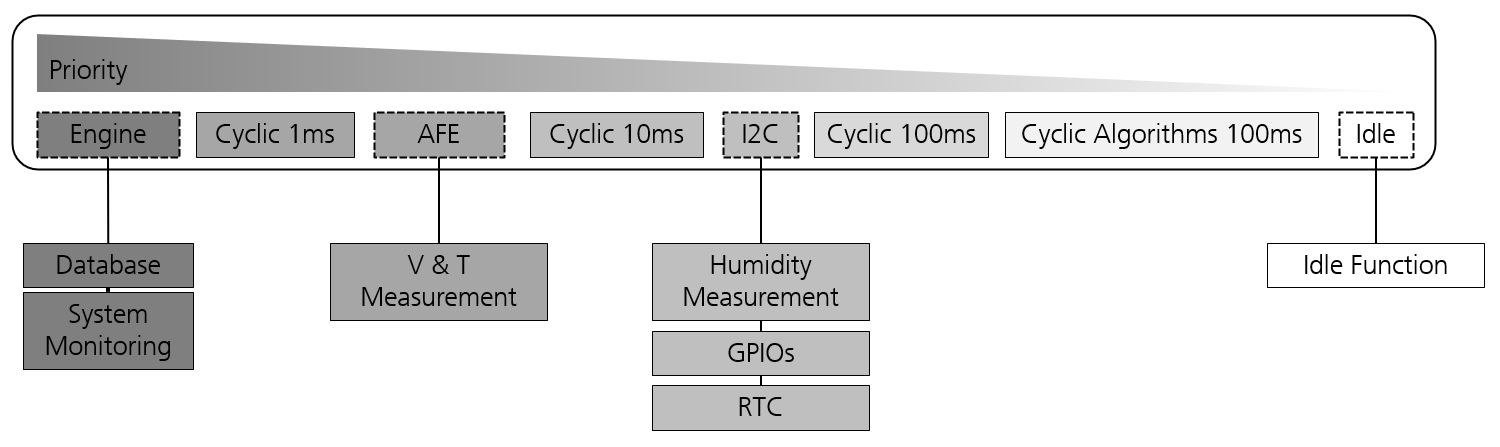 Priority
Engine
Cyclic 1ms
AFE
Cyclic 10ms
I2C
Cyclic 100ms
Cyclic Algorithms 100ms
Idle
Database
System
Monitoring
V & T
Measurement
Humidity
Measurement
GPIOs
RTC
Idle Function